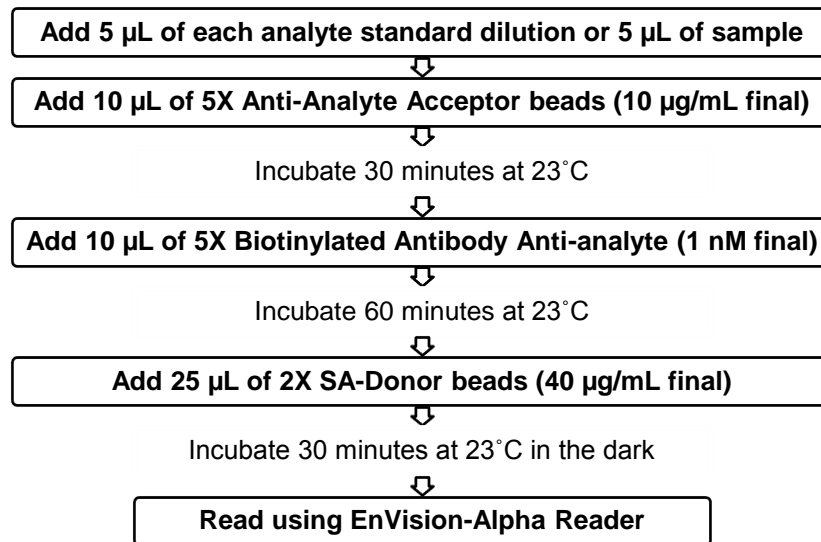 Add 5 µL of each analyte standard dilution or 5 µL of sample
Add 10 µL of 5X Anti-Analyte Acceptor beads (10 µg/mL final)
Incubate 30 minutes at 23˚C
Add 10 µL of 5X Biotinylated Antibody Anti-analyte (1 nM final)
Incubate 60 minutes at 23˚C
Add 25 µL of 2X SA-Donor beads (40 µg/mL final)
Incubate 30 minutes at 23˚C in the dark
Read using EnVision-Alpha Reader